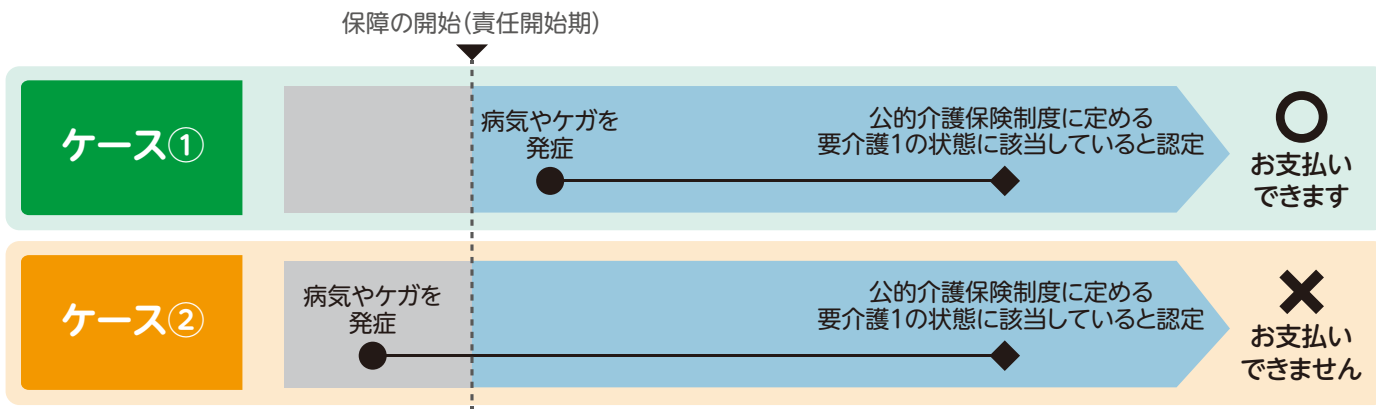 保障の開始(責任開始期)
ケース①
病気やケガを
発症
公的介護保険制度に定める
要介護1の状態に該当していると認定
お支払い
できます
ケース②
病気やケガを
発症
公的介護保険制度に定める
要介護1の状態に該当していると認定
お支払い
できません